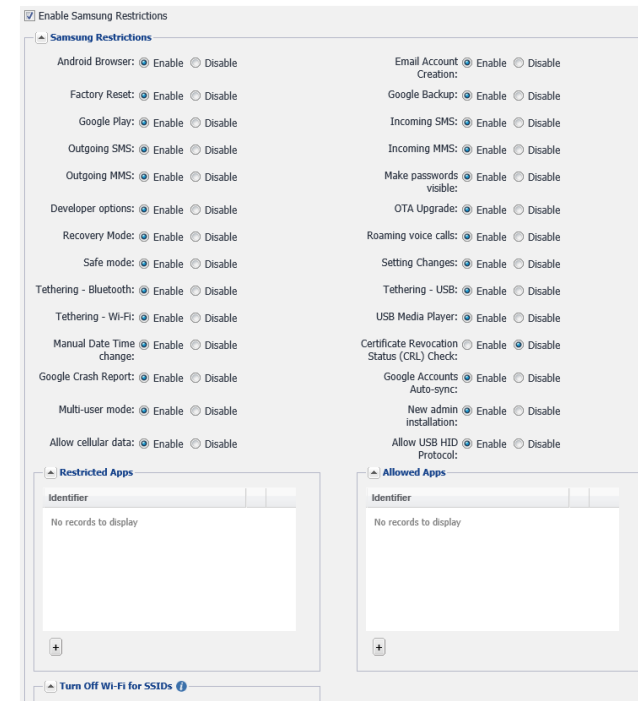 Enable Samsung Restrictions
Samsung Restrictions
Android Browser: Enable Disable
Email Account Creation: Enable Disable
Factory Reset: Enable Disable
Google Backup: Enable Disable
Google Play: Enable Disable
Incoming SMS: Enable Disable
Outgoing SMS: Enable Disable
Incoming MMS: Enable Disable
Outgoing MMS: Enable Disable
Make passwords visible: Enable Disable
Developer options: Enable Disable
OTA Upgrade: Enable Disable
Recovery Mode: Enable Disable
Roaming voice calls: Enable Disable
Safe mode: Enable Disable
Setting Changes: Enable Disable
Tethering - Bluetooth: Enable Disable
Tethering - USB: Enable Disable
Tethering - Wi-Fi: Enable Disable
USB Media Player: Enable Disable
Manual Date Time change: Enable Disable
Certificate Revocation Status (CRL) Check: Enable Disable
Google Crash Report: Enable Disable
Google Accounts Auto-sync: Enable Disable
Multi-user mode: Enable Disable
New admin installation: Enable Disable
Allow cellular data: Enable Disable
Allow USB HID Protocol: Enable Disable
Restricted Apps
Identifier
No records to display
+
Allowed Apps
Identifier
No records to display
+
Turn Off Wi-Fi for SSIDs i